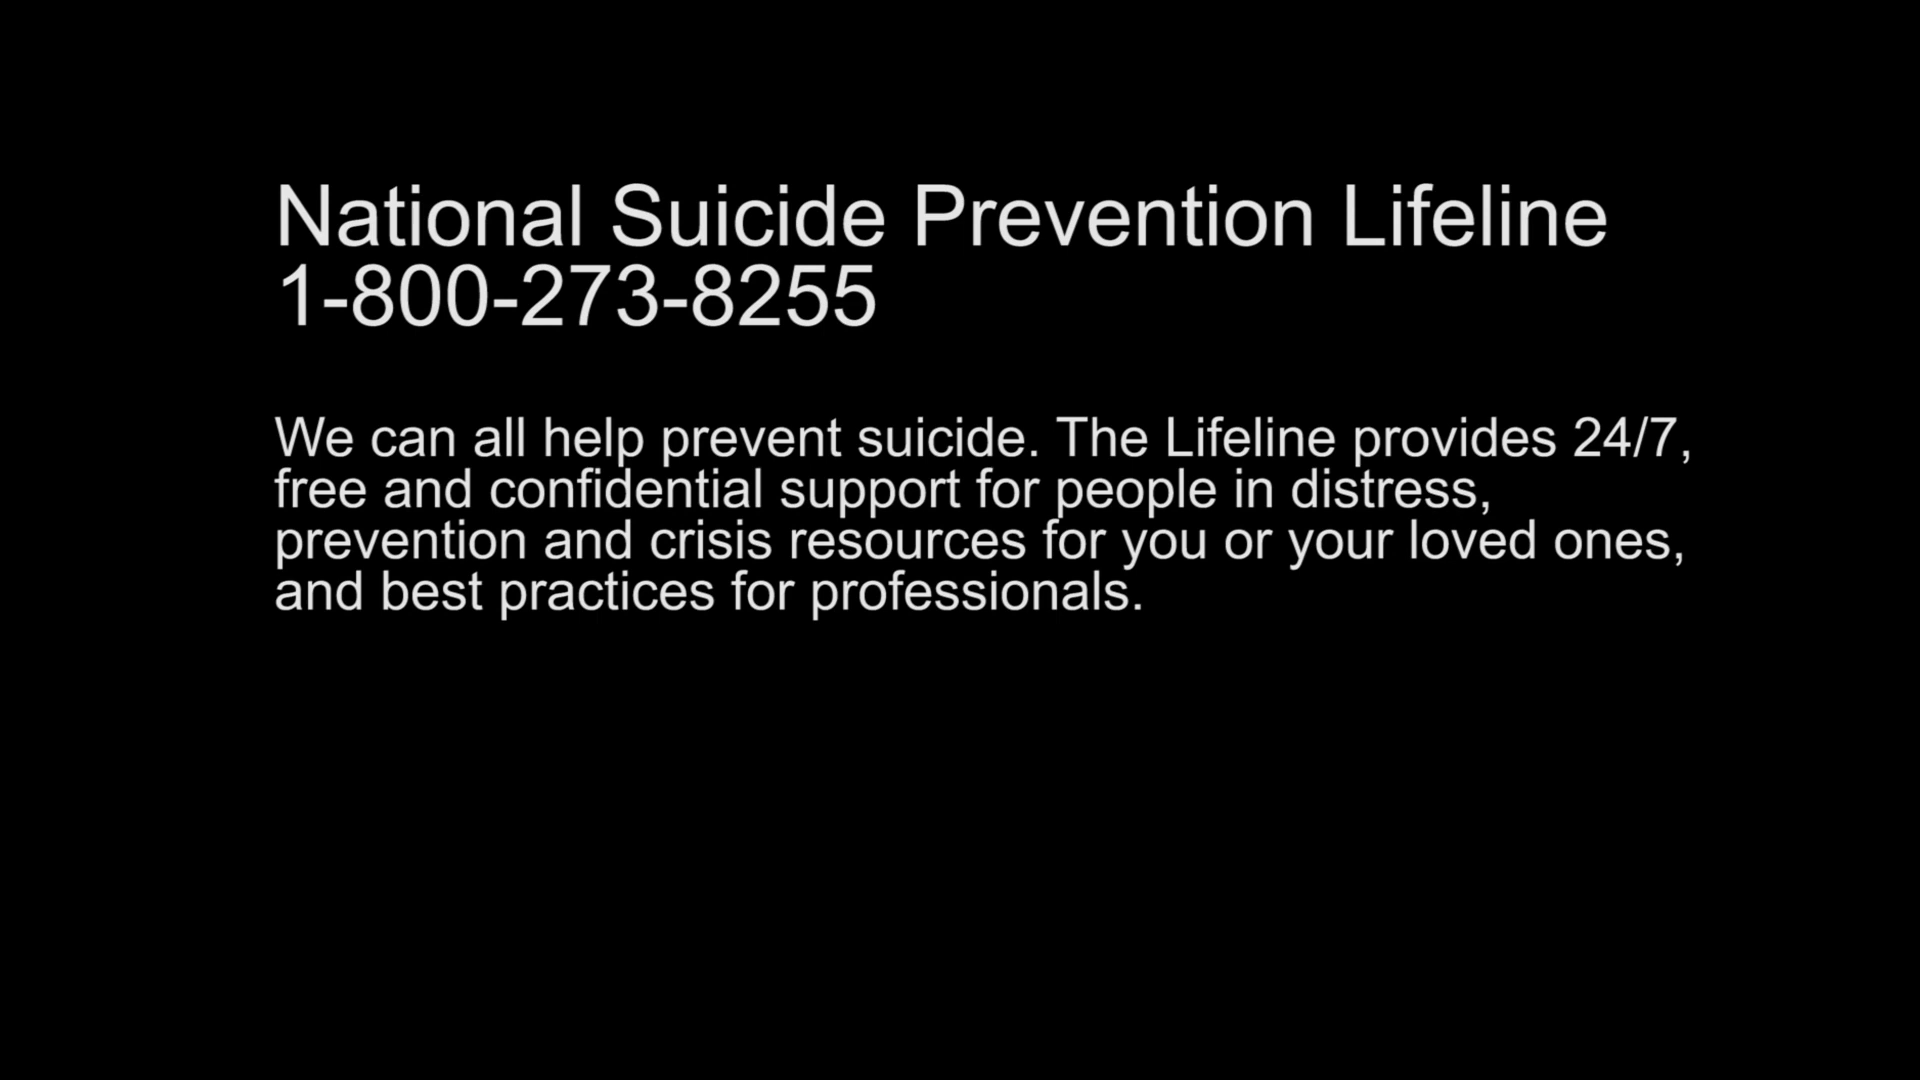 National Suicide Prevention Lifeline
1-800-273-8255
We can all help prevent suicide. The Lifeline provides 24/7,
free and confidential support for people in distress,
prevention and crisis resources for you or your loved ones,
and best practices for professionals.